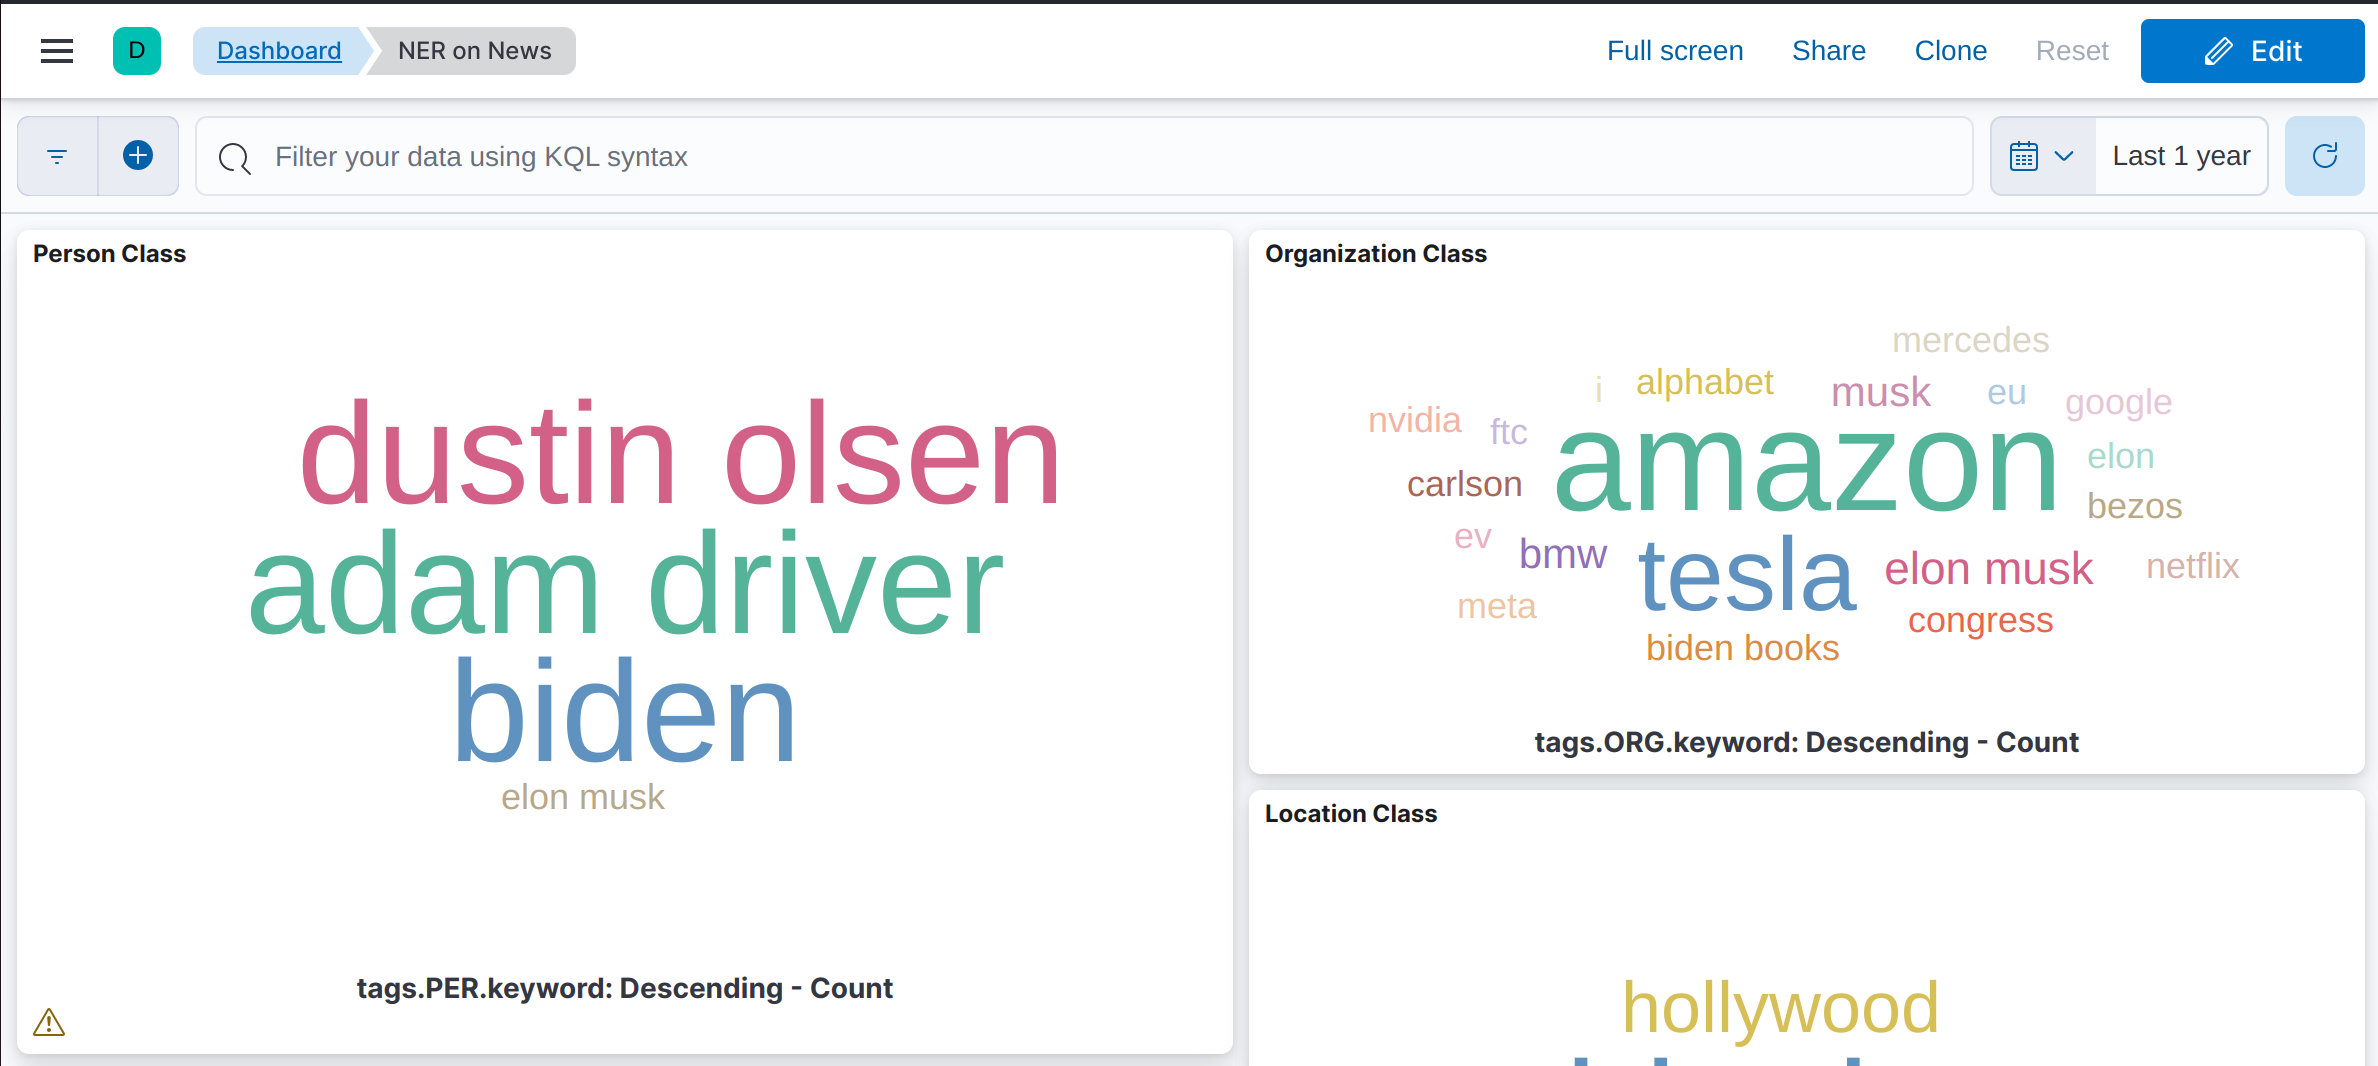 D Dashboard NER on News Full screen Share Clone Reset Edit
Filter your data using KQL syntax Last 1 year
Person Class
dustin olsen
adam driver
biden
elon musk
tags.PER.keyword: Descending - Count
Organization Class
mercedes
i alphabet musk eu google
nvidia ftc amazon elon
carlson bezos
ev bmw tesla elon musk netflix
meta congress
biden books
tags.ORG.keyword: Descending - Count
Location Class
hollywood